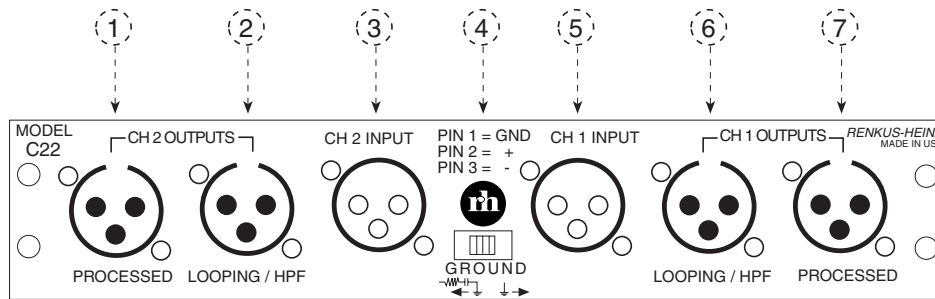 1 2 3 4 5 6 7
MODEL
C22
CH 2 OUTPUTS
CH 2 INPUT
PIN 1 = GND
PIN 2 = +
PIN 3 = -
CH 1 INPUT
CH 1 OUTPUTS
RENKUS-HEIN
MADE IN US
rh
PROCESSED
LOOPING / HPF
GROUND
LOOPING / HPF
PROCESSED